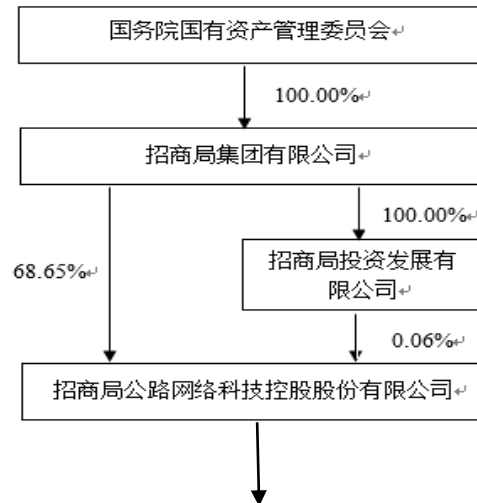 国务院国有资产管理委员会
100.00%
招商局集团有限公司
100.00%
68.65%
招商局投资发展有
限公司
0.06%
招商局公路网络科技控股股份有限公司